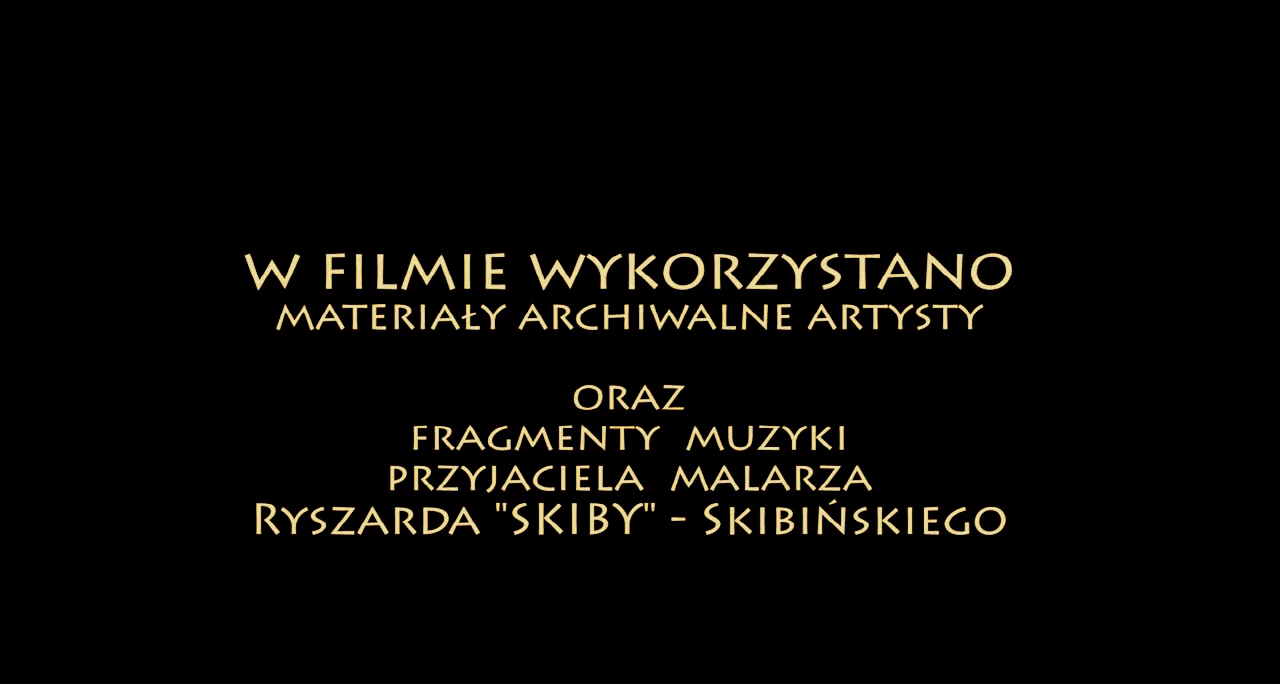 W FILMIE WYKORZYSTANO
MATERIAŁY ARCHIWALNE ARTYSTY
ORAZ
FRAGMENTY MUZYKI
PRZYJACIELA MALARZA
RYSZARDA "SKIBY" - SKIBIŃSKIEGO